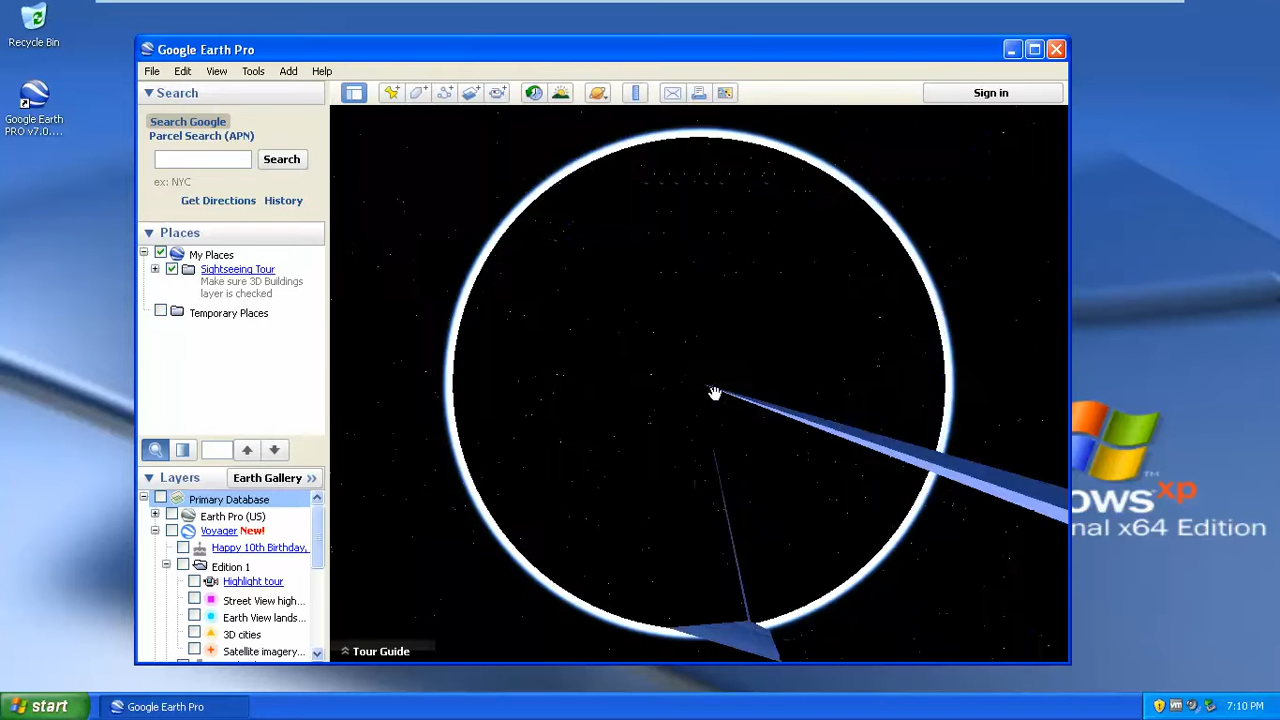 Recycle Bin
Google Earth
PRO v7.0....
Google Earth Pro
File Edit View Tools Add Help
Sign in
Search
Search Google
Parcel Search (APN)
Search
ex: NYC
Get Directions History
Places
My Places
Sightseeing Tour
Make sure 3D Buildings
layer is checked
Temporary Places
Layers
Earth Gallery >>
Primary Database
Earth Pro (US)
Voyager New!
Happy 10th Birthday,
Edition 1
Highlight tour
Street View high...
Earth View lands...
3D cities
Satellite imagery...
Tour Guide
ows xp
nal x64 Edition
TM
start
Google Earth Pro
vm
7:10 PM